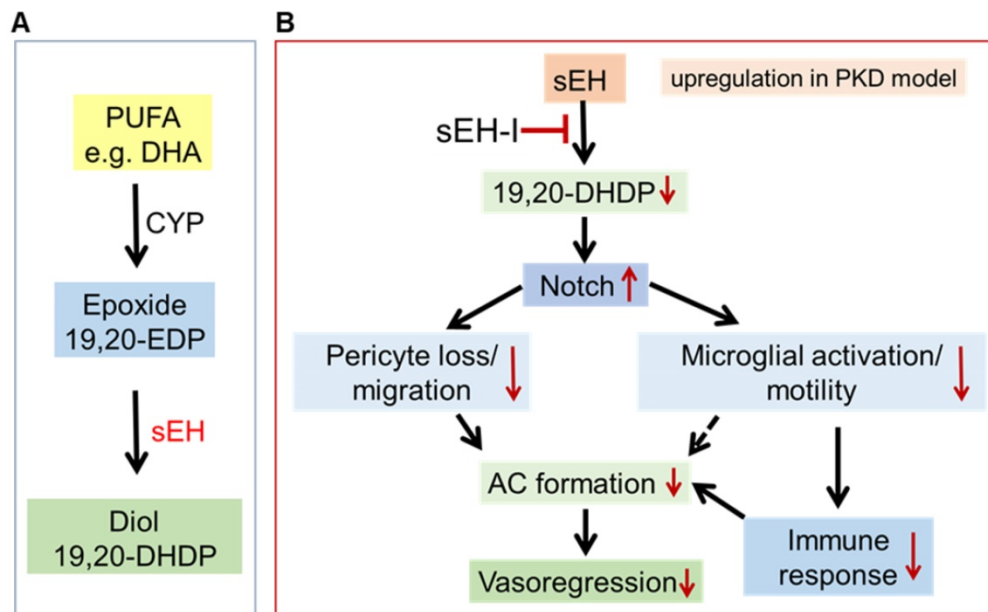 A
PUFA
e.g. DHA
CYP
Epoxide
19,20-EDP
sEH
Diol
19,20-DHDP
B
sEH
upregulation in PKD model
sEH-I
19,20-DHDP
Notch
Pericyte loss/
migration
Microglial activation/
motility
AC formation
Immune
response
Vasoregression